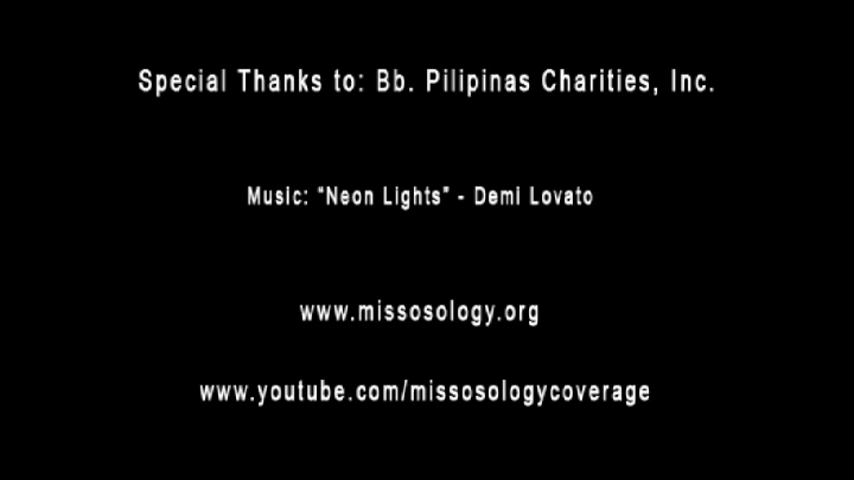 Special Thanks to: Bb. Pilipinas Charities, Inc.
Music: “Neon Lights” - Demi Lovato
www.missosology.org
www.youtube.com/missosologycoverage